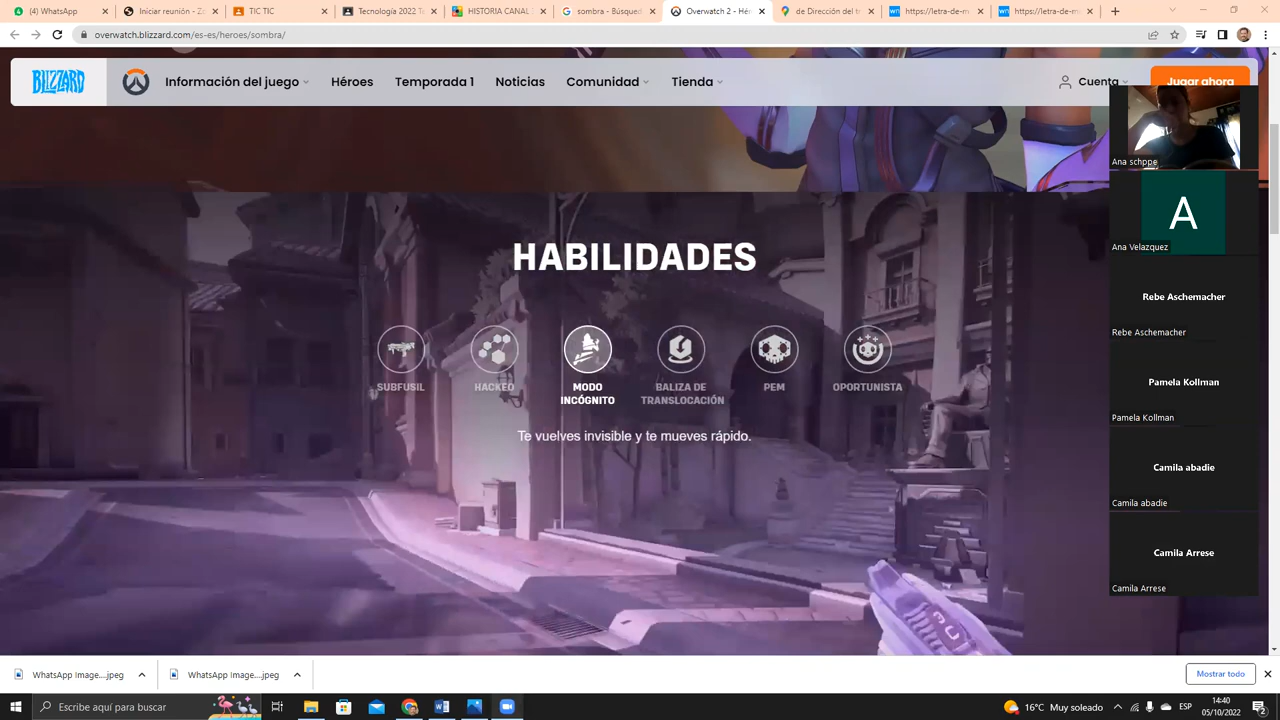 (4) WhatsApp
Iniciar reunión - Z
TIC TIC
Tecnología 2022 T
HISTORIA CANAL
sombra - Búsqued
Overwatch 2 - Hé
de Dirección del t
https://letra-de-m
https://letra-de-m
overwatch.blizzard.com/es-es/heroes/sombra/
BLIZZARD
Información del juego
Héroes
Temporada 1
Noticias
Comunidad
Tienda
Cuenta
Jugar ahora
Ana schppe
A
Ana Velazquez
Rebe Aschemacher
Rebe Aschemacher
Pamela Kollman
Pamela Kollman
Camila abadie
Camila abadie
Camila Arrese
Camila Arrese
HABILIDADES
SUBFUSIL
HACKEO
MODO
INCÓGNITO
BALIZA DE
TRANSLOCACIÓN
PEM
OPORTUNISTA
Te vuelves invisible y te mueves rápido.
WhatsApp Image....jpeg
WhatsApp Image....jpeg
Mostrar todo
Escribe aquí para buscar
16°C Muy soleado
ESP
14:40
05/10/2022
2